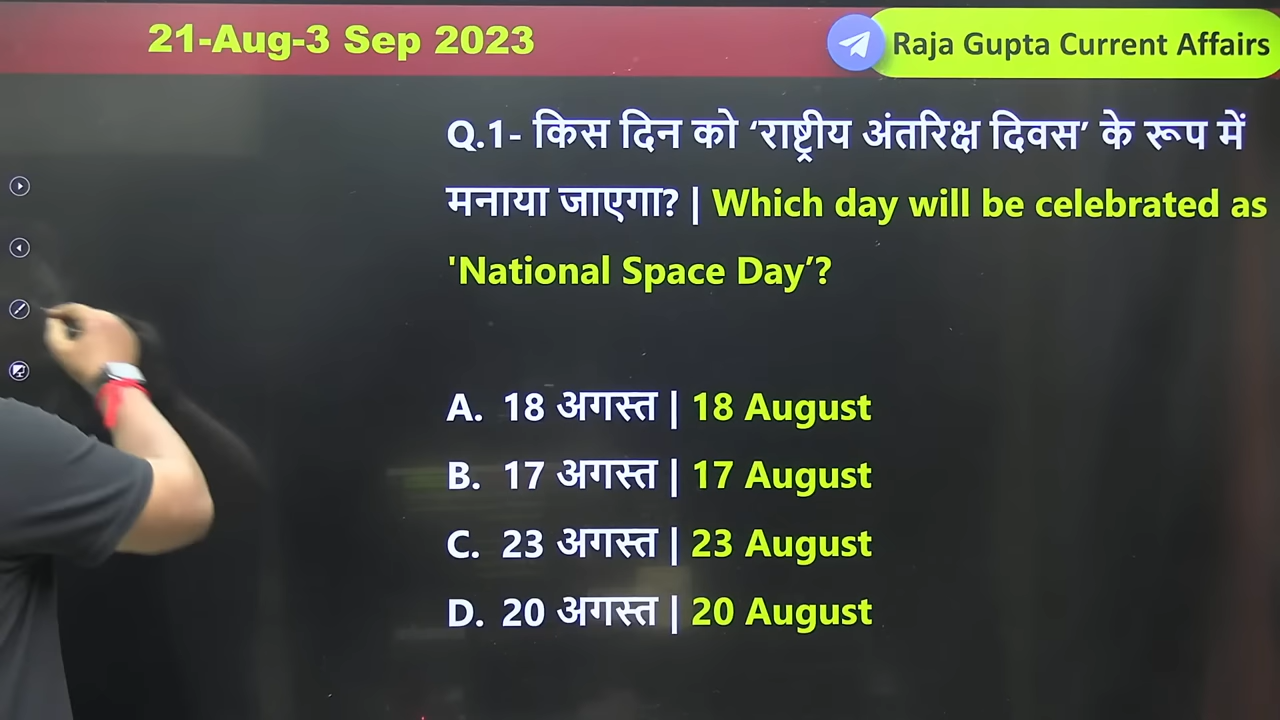 21-Aug-3 Sep 2023
Raja Gupta Current Affairs
Q.1- किस दिन को ‘राष्ट्रीय अंतरिक्ष दिवस’ के रूप में
मनाया जाएगा? | Which day will be celebrated as
'National Space Day’?
A. 18 अगस्त | 18 August
B. 17 अगस्त | 17 August
C. 23 अगस्त | 23 August
D. 20 अगस्त | 20 August